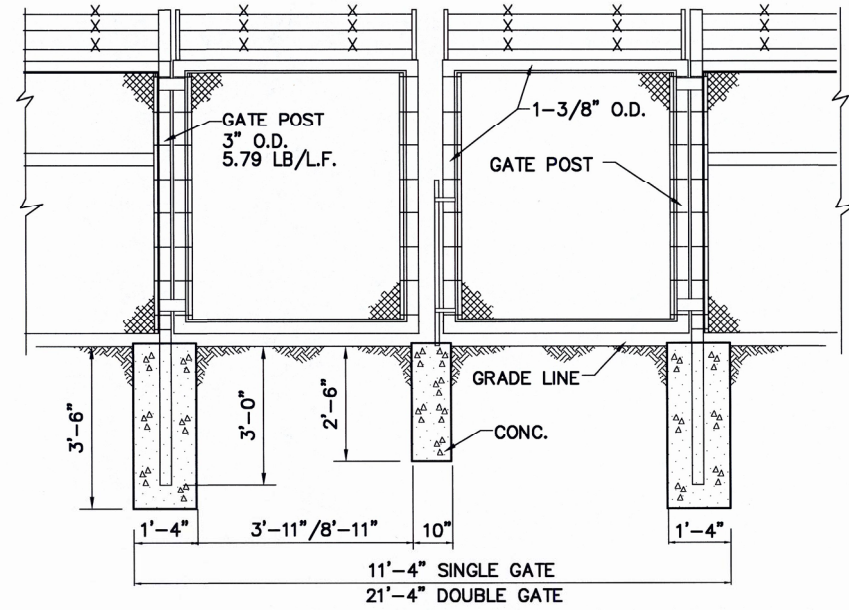 GATE POST
3" O.D.
5.79 LB/L.F.
1-3/8" O.D.
GATE POST
GRADE LINE
CONC.
3'-6"
3'-0"
2'-6"
1'-4"
3'-11"/8'-11"
10"
1'-4"
11'-4" SINGLE GATE
21'-4" DOUBLE GATE